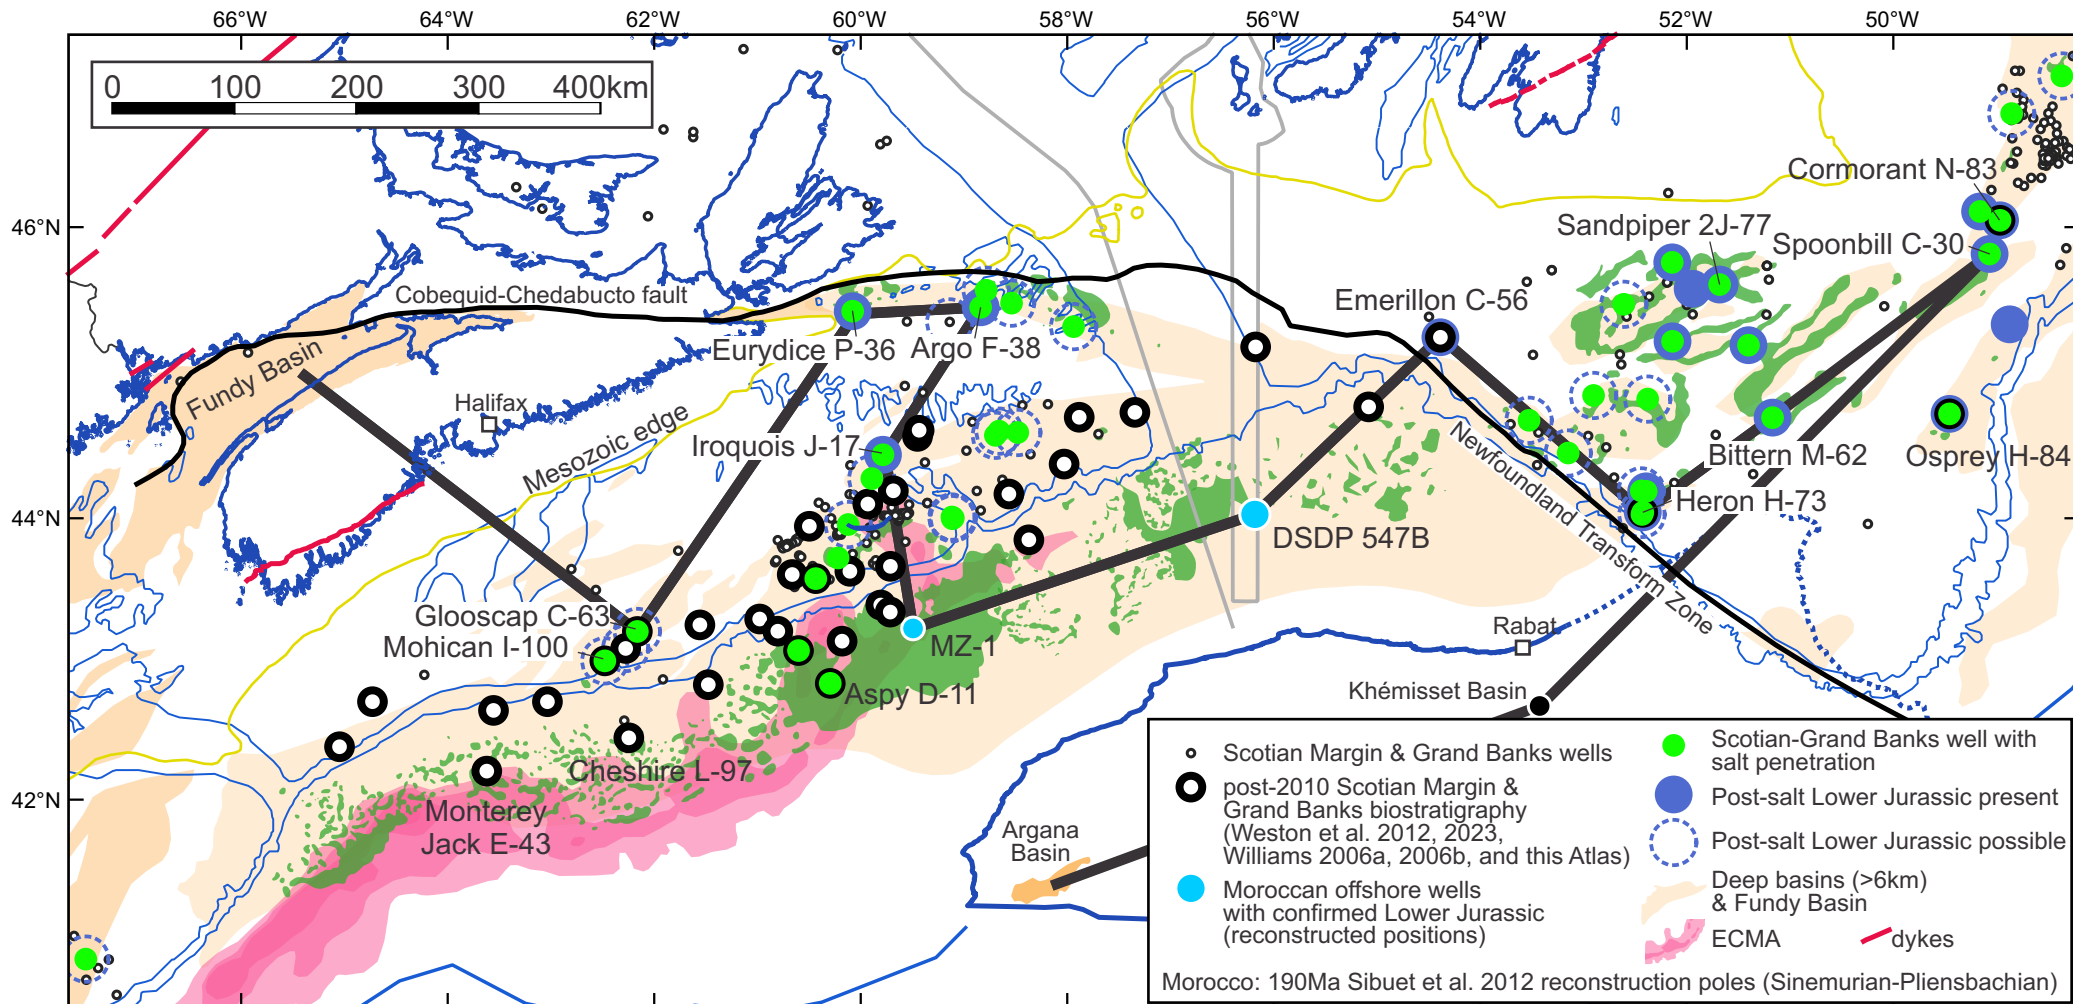 66°W 64°W 62°W 60°W 58°W 56°W 54°W 52°W 50°W
0 100 200 300 400km
Cormorant N-83
46°N
Sandpiper 2J-77
Spoonbill C-30
Cobequid-Chedabucto fault
Emerillon C-56
Eurydice P-36 Argo F-38
Fundy Basin
Halifax
Mesozoic edge
Iroquois J-17
Bittern M-62
Osprey H-84
Newfoundland Transform Zone
Heron H-73
44°N
DSDP 547B
Glooscap C-63
Mohican I-100
MZ-1
Rabat
Khémisset Basin
Aspy D-11
Cheshire L-97
42°N
Monterey
Jack E-43
Argana
Basin
Scotian Margin & Grand Banks wells
post-2010 Scotian Margin &
Grand Banks biostratigraphy
(Weston et al. 2012, 2023,
Williams 2006a, 2006b, and this Atlas)
Moroccan offshore wells
with confirmed Lower Jurassic
(reconstructed positions)
Scotian-Grand Banks well with
salt penetration
Post-salt Lower Jurassic present
Post-salt Lower Jurassic possible
Deep basins (>6km)
& Fundy Basin
ECMA
dykes
Morocco: 190Ma Sibuet et al. 2012 reconstruction poles (Sinemurian-Pliensbachian)